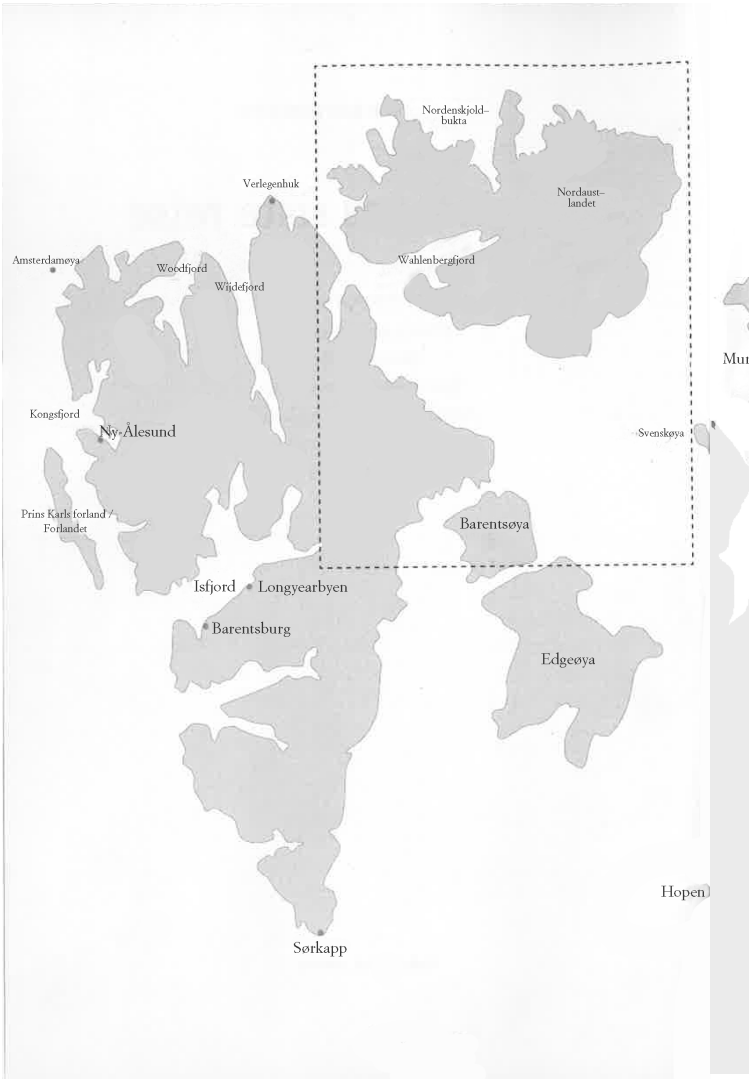 Nordenskjold–
bukta
Verlegenhuk
Nordaust–
landet
Amsterdamøya
Woodfjord
Wahlenbergfjord
Wijdefjord
Kongsfjord
Ny-Ålesund
Svenskøya
Prins Karls forland /
Forlandet
Barentsøya
Isfjord
Longyearbyen
Barentsburg
Edgeøya
Hopen
Sørkapp